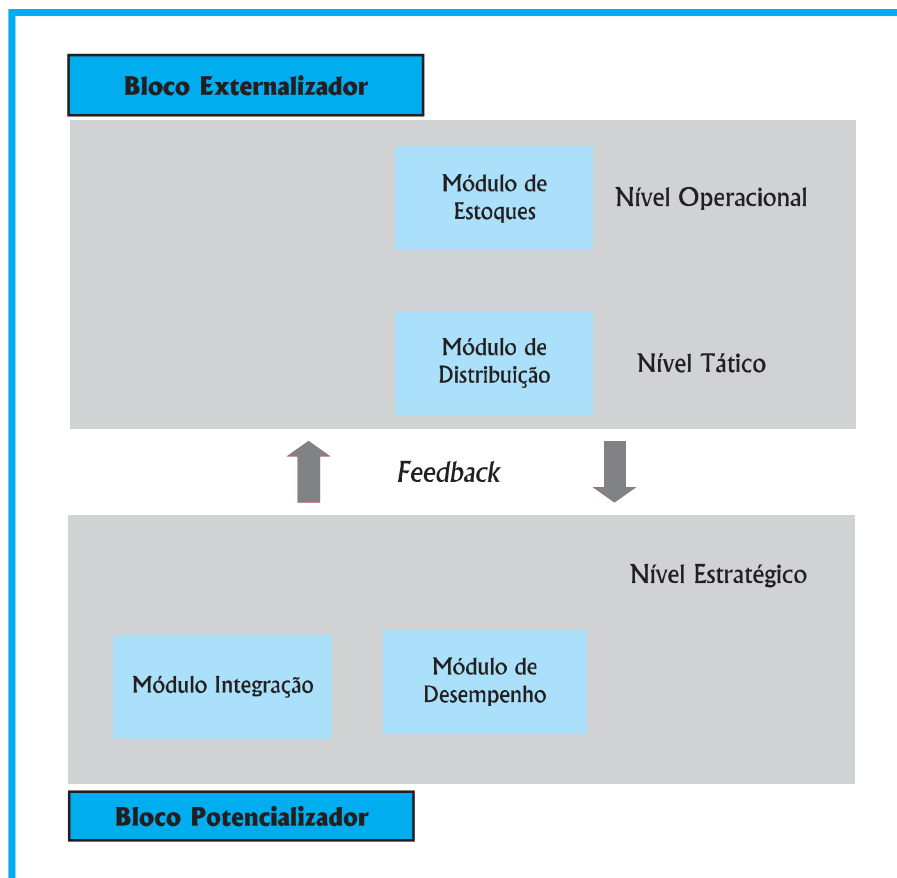 Bloco Externalizador
Módulo de
Estoques
Nível Operacional
Módulo de
Distribuição
Nível Tático
Feedback
Nível Estratégico
Módulo Integração
Módulo de
Desempenho
Bloco Potencializador